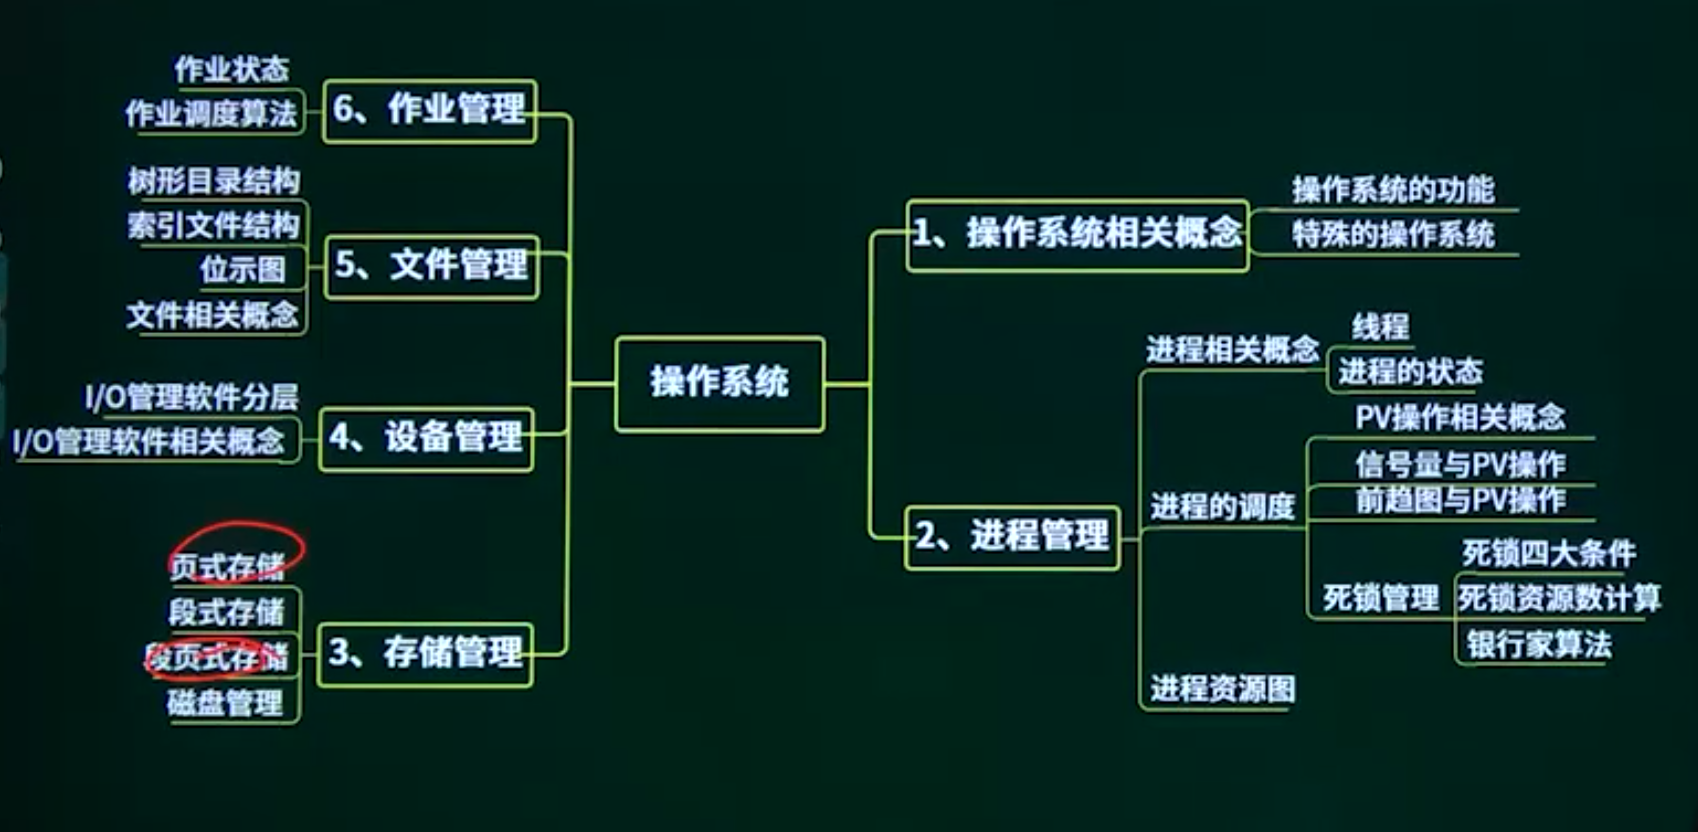 操作系统
1、操作系统相关概念
操作系统的功能
特殊的操作系统
2、进程管理
进程相关概念
线程
进程的状态
进程的调度
PV操作相关概念
信号量与PV操作
前趋图与PV操作
死锁管理
死锁四大条件
死锁资源数计算
银行家算法
进程资源图
3、存储管理
页式存储
段式存储
段页式存储
磁盘管理
4、设备管理
I/O管理软件分层
I/O管理软件相关概念
5、文件管理
树形目录结构
索引文件结构
位示图
文件相关概念
6、作业管理
作业状态
作业调度算法